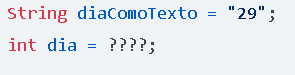 String diaComoTexto = "29";
int dia = ????;